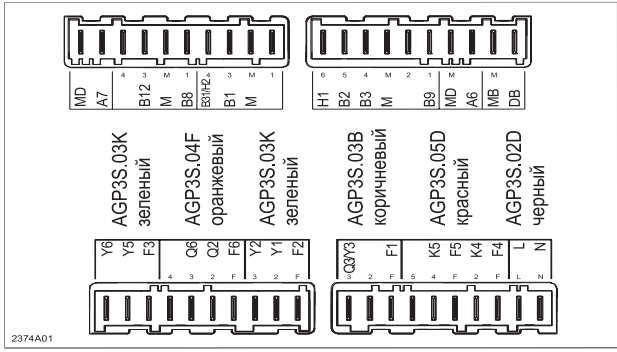 4 3 M 1 4 3 M 1
6 5 4 M 2 1 M M
MD A7 B12 M B8 B31/H2 B1 M
H1 B2 B3 M B9 MD A6 MB DB
AGP3S.03K
зеленый
AGP3S.04F
оранжевый
AGP3S.03K
зеленый
AGP3S.03B
коричневый
AGP3S.05D
красный
AGP3S.02D
черный
Y6 Y5 F3 Q6 Q2 F6 Y2 Y1 F2
Q3/Y3 F1 K5 F5 K4 F4 L N
4 3 2 F 3 2 F
3 2 F 5 4 F 2 F L N
2374A01